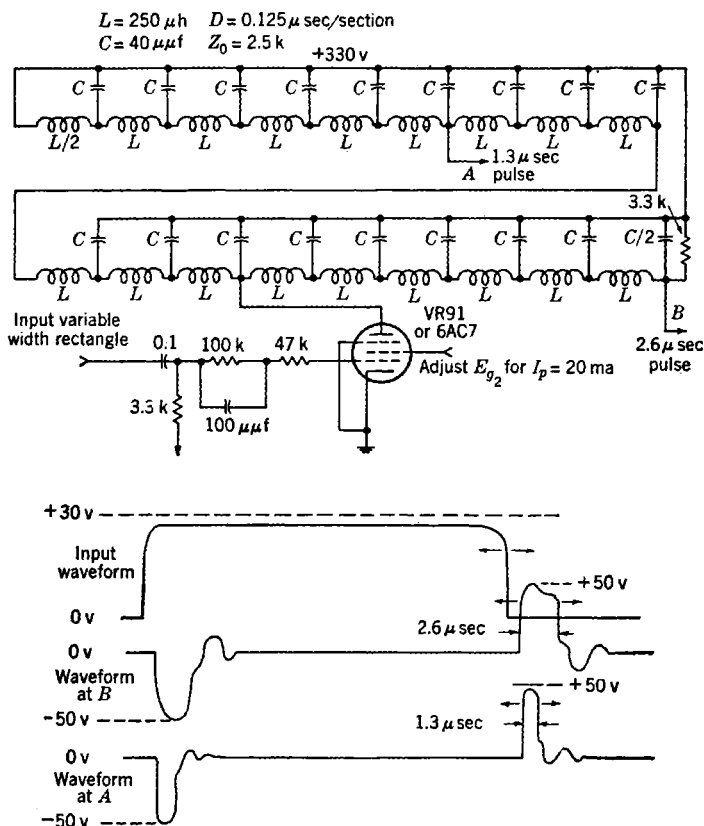 L = 250 μh D = 0.125 μ sec/section
C = 40 μμf Z₀ = 2.5 k
+330 v
C C C C C C C C C
L/2 L L L L L L L L
A
1.3 μ sec
pulse
3.3 k
C C C C C C C C C/2
L L L L L L L L L
B
2.6 μ sec
pulse
Input variable
width rectangle
0.1
100 k
47 k
VR91
or 6AC7
Adjust E_g₂ for I_p = 20 ma
3.3 k
100 μμf
+30 v
Input
waveform
0 v
+50 v
2.6 μ sec
0 v
Waveform
at B
-50 v
+50 v
1.3 μ sec
0 v
Waveform
at A
-50 v